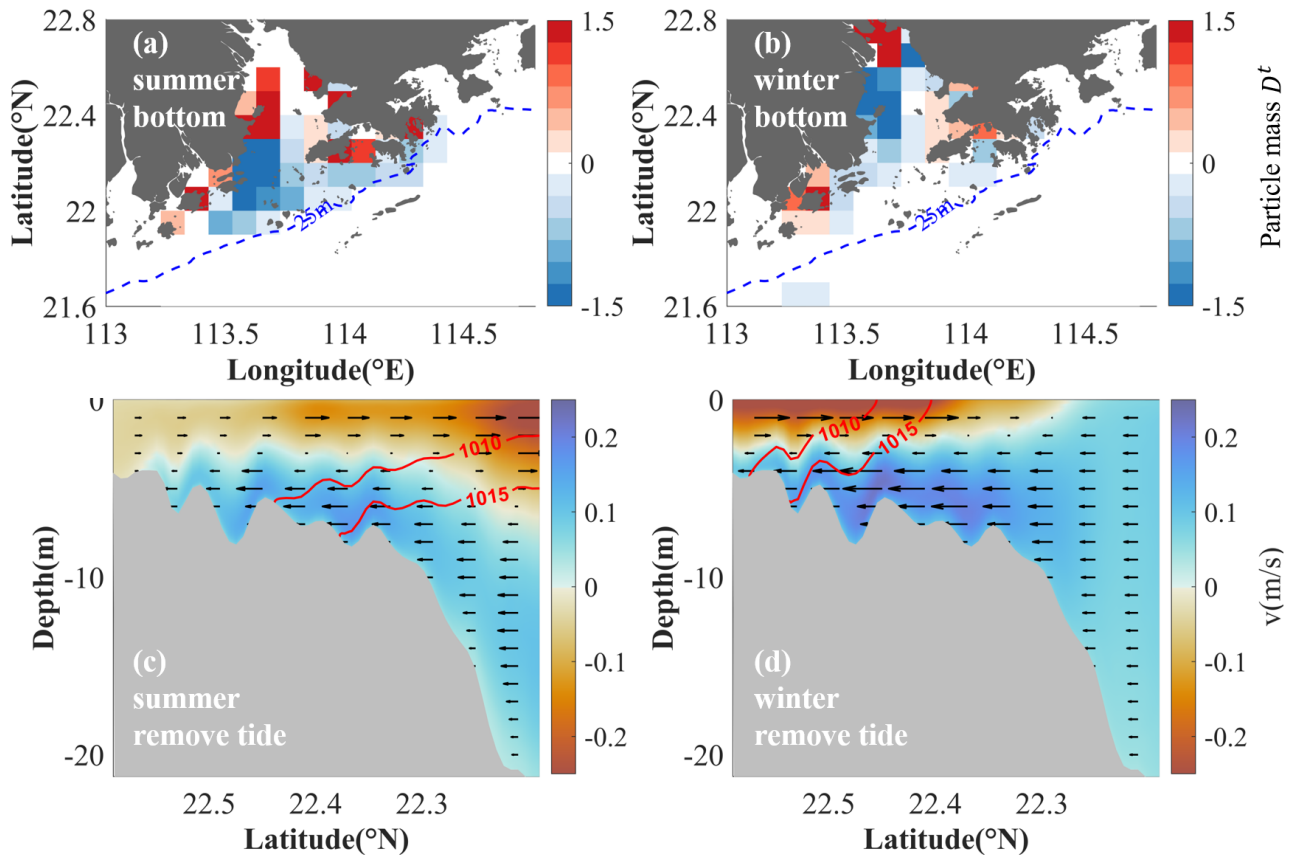 22.8
22.4
22
21.6
Latitude(°N)
(a)
summer
bottom
25m
113
113.5
114
114.5
Longitude(°E)
1.5
0
-1.5
22.8
22.4
22
21.6
Latitude(°N)
(b)
winter
bottom
25m
113
113.5
114
114.5
Longitude(°E)
1.5
0
-1.5
Particle mass D^t
0
-10
-20
Depth(m)
1010
1015
(c)
summer
remove tide
22.5
22.4
22.3
Latitude(°N)
0.2
0.1
0
-0.1
-0.2
0
-10
-20
Depth(m)
1010
1015
(d)
winter
remove tide
22.5
22.4
22.3
Latitude(°N)
0.2
0.1
0
-0.1
-0.2
v(m/s)